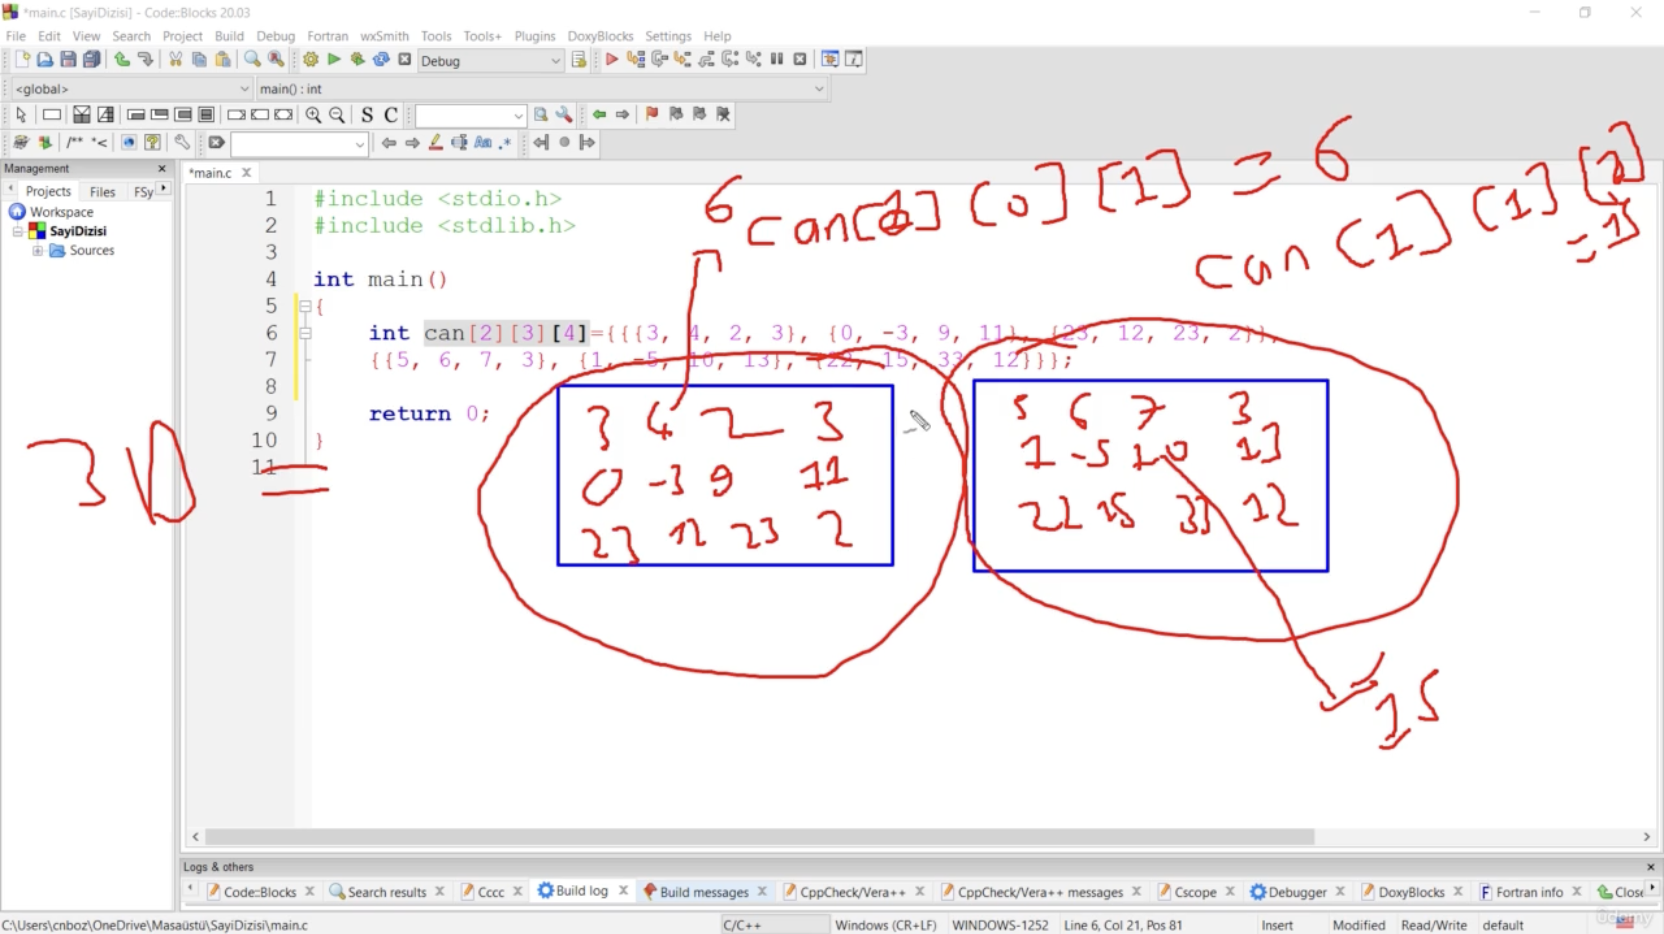 *main.c [SayiDizisi] - Code::Blocks 20.03
File Edit View Search Project Build Debug Fortran wxSmith Tools Tools+ Plugins DoxyBlocks Settings Help
Debug
<global> main() : int
S C
/** *<
Management
*main.c
Projects Files FSy
Workspace
SayiDizisi
Sources
1 #include <stdio.h>
2 #include <stdlib.h>
3
4 int main()
5 {
6 int can[2][3][4]={{{3, 4, 2, 3}, {0, -3, 9, 11}, {23, 12, 23, 2}},
7 {{5, 6, 7, 3}, {1, -5, 10, 13}, {22, 15, 33, 12}}};
8
9 return 0;
10 }
11
6 can[1][0][1] = 6
can[1][1][2]
=15
3D =
3 4 2 3
0 -3 9 11
23 12 23 2
5 6 7 3
1 -5 10 13
22 15 33 12
15
Logs & others
Code::Blocks Search results Cccc Build log Build messages CppCheck/Vera++ CppCheck/Vera++ messages Cscope Debugger DoxyBlocks Fortran info Close
C:\Users\cnboz\OneDrive\Masaüstü\SayiDizisi\main.c C/C++ Windows (CR+LF) WINDOWS-1252 Line 6, Col 21, Pos 81 Insert Modified Read/Write default
ûdemy